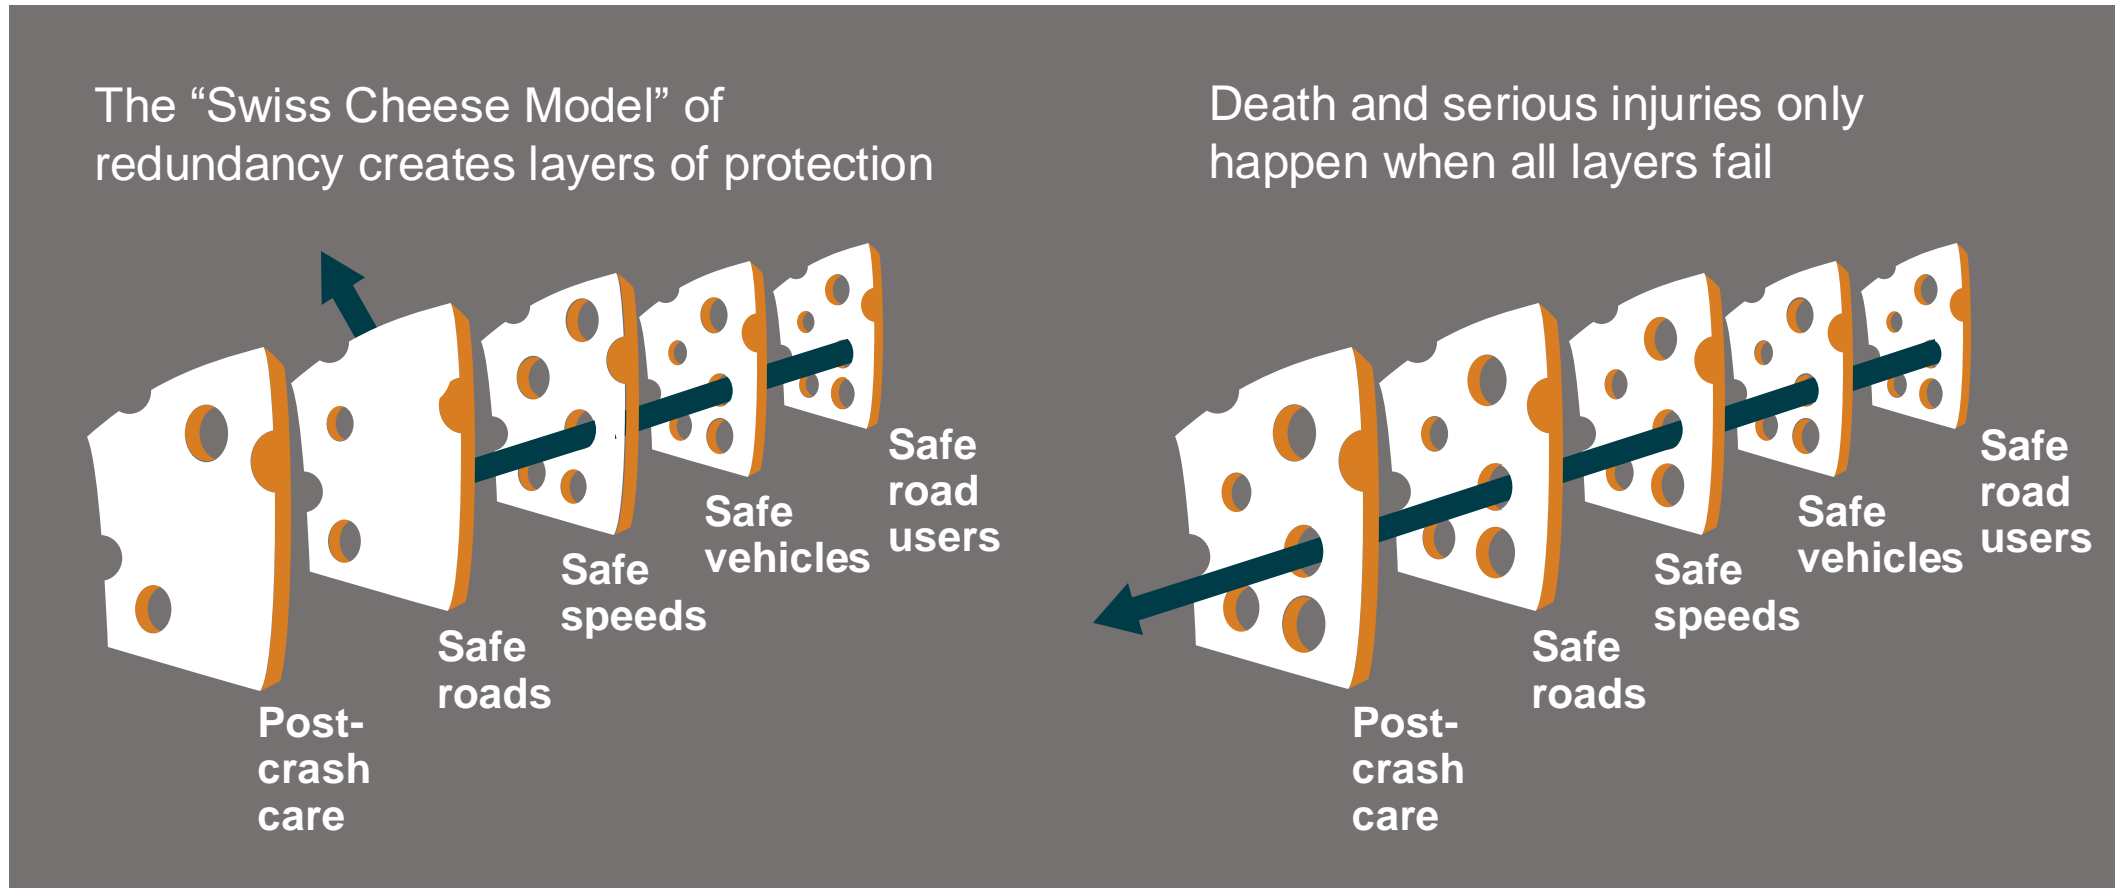 The “Swiss Cheese Model” of
redundancy creates layers of protection
Safe
road
users
Safe
vehicles
Safe
speeds
Safe
roads
Post-
crash
care
Death and serious injuries only
happen when all layers fail
Safe
road
users
Safe
vehicles
Safe
speeds
Safe
roads
Post-
crash
care